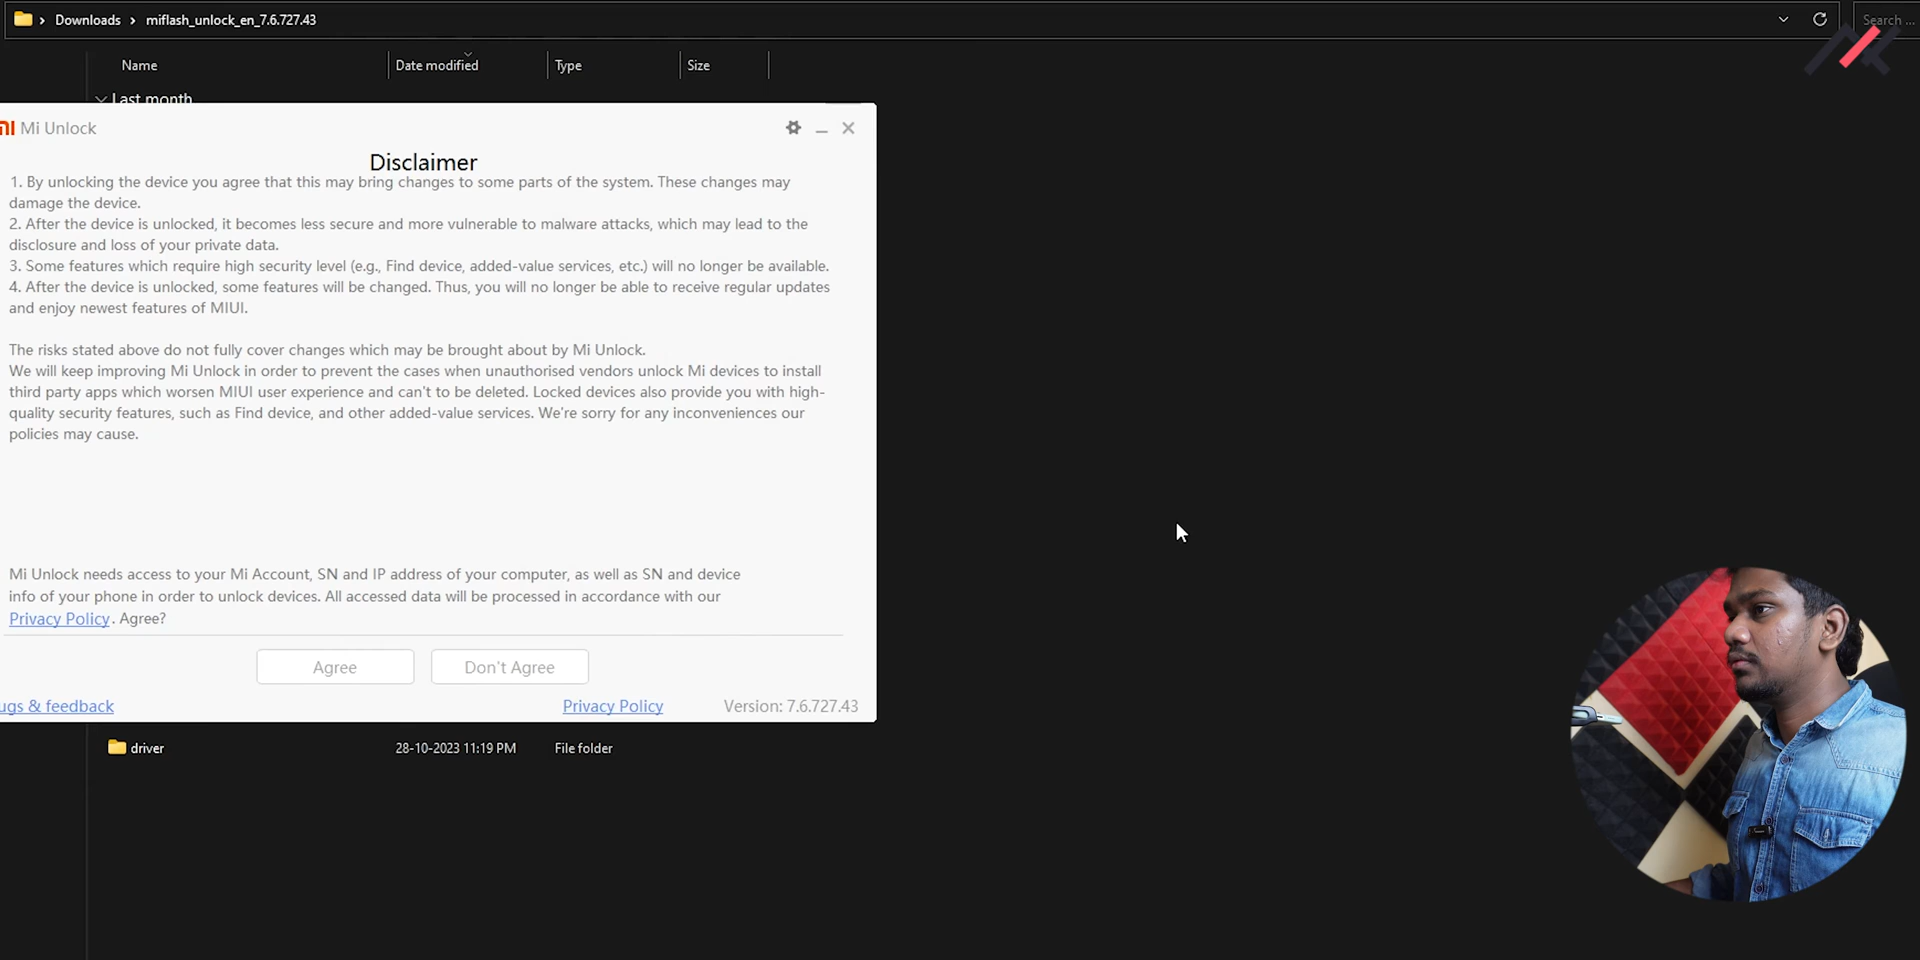 Downloads > miflash_unlock_en_7.6.727.43
Search ...
Name Date modified Type Size
Last month
Mi Unlock
Disclaimer
1. By unlocking the device you agree that this may bring changes to some parts of the system. These changes may
damage the device.
2. After the device is unlocked, it becomes less secure and more vulnerable to malware attacks, which may lead to the
disclosure and loss of your private data.
3. Some features which require high security level (e.g., Find device, added-value services, etc.) will no longer be available.
4. After the device is unlocked, some features will be changed. Thus, you will no longer be able to receive regular updates
and enjoy newest features of MIUI.
The risks stated above do not fully cover changes which may be brought about by Mi Unlock.
We will keep improving Mi Unlock in order to prevent the cases when unauthorised vendors unlock Mi devices to install
third party apps which worsen MIUI user experience and can't to be deleted. Locked devices also provide you with high-
quality security features, such as Find device, and other added-value services. We're sorry for any inconveniences our
policies may cause.
Mi Unlock needs access to your Mi Account, SN and IP address of your computer, as well as SN and device
info of your phone in order to unlock devices. All accessed data will be processed in accordance with our
Privacy Policy. Agree?
Agree Don't Agree
ugs & feedback Privacy Policy Version: 7.6.727.43
driver 28-10-2023 11:19 PM File folder